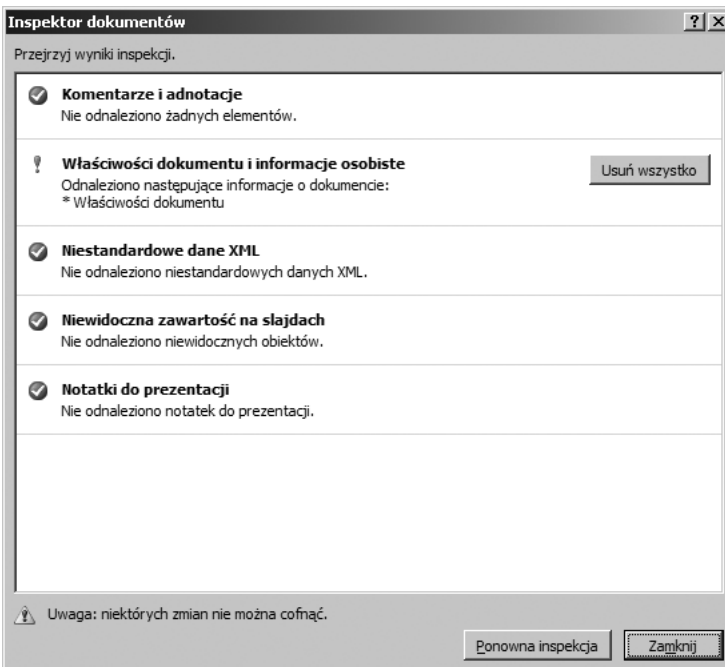 Inspektor dokumentów
Przejrzyj wyniki inspekcji.
Komentarze i adnotacje
Nie odnaleziono żadnych elementów.
Właściwości dokumentu i informacje osobiste
Usuń wszystko
Odnaleziono następujące informacje o dokumencie:
* Właściwości dokumentu
Niestandardowe dane XML
Nie odnaleziono niestandardowych danych XML.
Niewidoczna zawartość na slajdach
Nie odnaleziono niewidocznych obiektów.
Notatki do prezentacji
Nie odnaleziono notatek do prezentacji.
Uwaga: niektórych zmian nie można cofnąć.
Ponowna inspekcja Zamknij